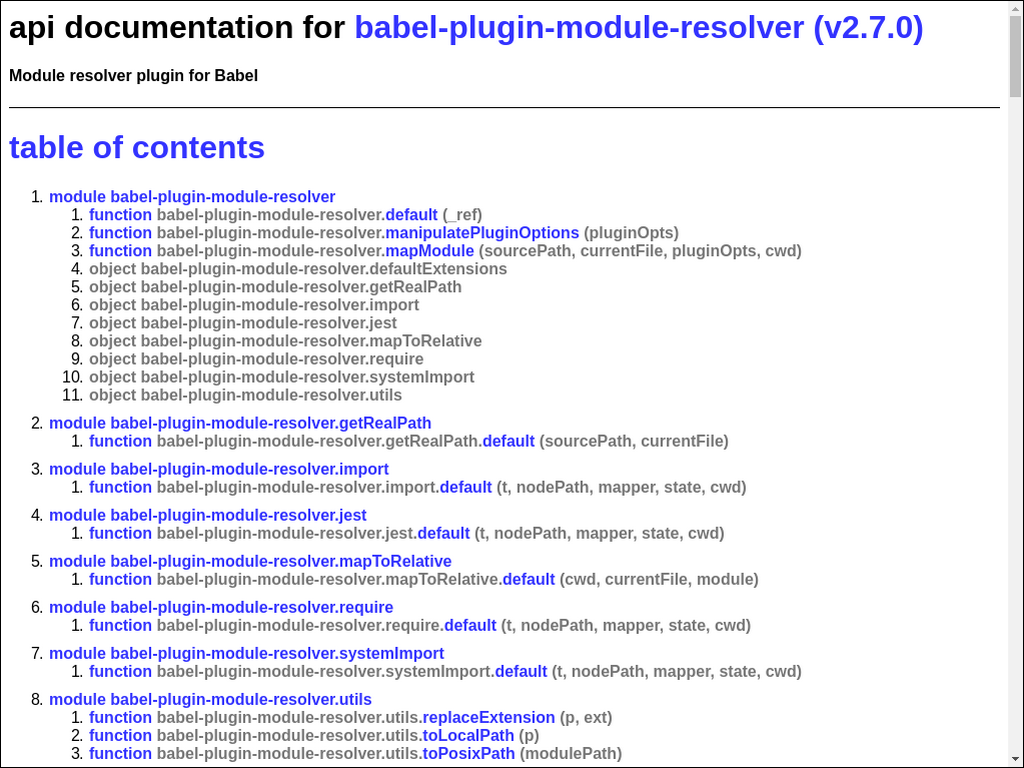 api documentation for babel-plugin-module-resolver (v2.7.0)
Module resolver plugin for Babel
table of contents
1. module babel-plugin-module-resolver
1. function babel-plugin-module-resolver.default (_ref)
2. function babel-plugin-module-resolver.manipulatePluginOptions (pluginOpts)
3. function babel-plugin-module-resolver.mapModule (sourcePath, currentFile, pluginOpts, cwd)
4. object babel-plugin-module-resolver.defaultExtensions
5. object babel-plugin-module-resolver.getRealPath
6. object babel-plugin-module-resolver.import
7. object babel-plugin-module-resolver.jest
8. object babel-plugin-module-resolver.mapToRelative
9. object babel-plugin-module-resolver.require
10. object babel-plugin-module-resolver.systemImport
11. object babel-plugin-module-resolver.utils
2. module babel-plugin-module-resolver.getRealPath
1. function babel-plugin-module-resolver.getRealPath.default (sourcePath, currentFile)
3. module babel-plugin-module-resolver.import
1. function babel-plugin-module-resolver.import.default (t, nodePath, mapper, state, cwd)
4. module babel-plugin-module-resolver.jest
1. function babel-plugin-module-resolver.jest.default (t, nodePath, mapper, state, cwd)
5. module babel-plugin-module-resolver.mapToRelative
1. function babel-plugin-module-resolver.mapToRelative.default (cwd, currentFile, module)
6. module babel-plugin-module-resolver.require
1. function babel-plugin-module-resolver.require.default (t, nodePath, mapper, state, cwd)
7. module babel-plugin-module-resolver.systemImport
1. function babel-plugin-module-resolver.systemImport.default (t, nodePath, mapper, state, cwd)
8. module babel-plugin-module-resolver.utils
1. function babel-plugin-module-resolver.utils.replaceExtension (p, ext)
2. function babel-plugin-module-resolver.utils.toLocalPath (p)
3. function babel-plugin-module-resolver.utils.toPosixPath (modulePath)